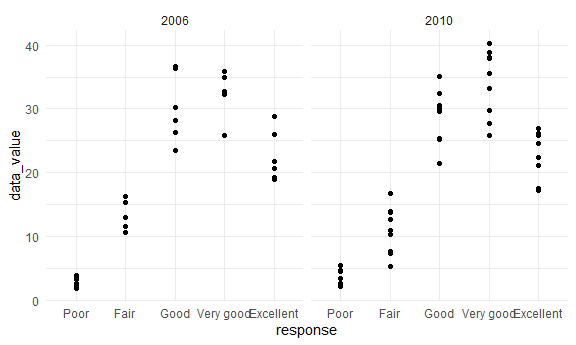 2006 2010
data_value
40
30
20
10
0
Poor Fair Good Very good Excellent Poor Fair Good Very good Excellent
response